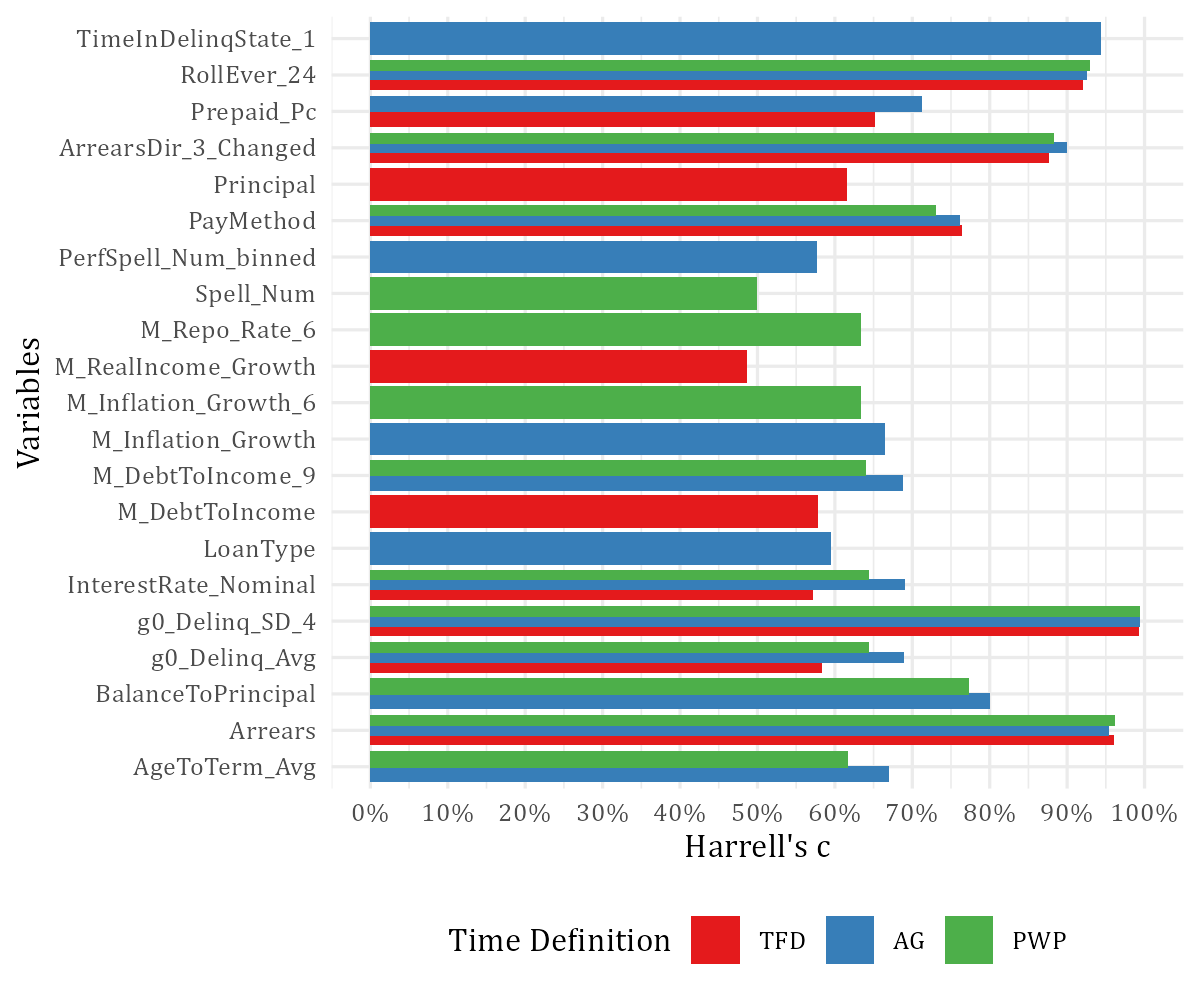 TimeInDelinqState_1
RollEver_24
Prepaid_Pc
ArrearsDir_3_Changed
Principal
PayMethod
PerfSpell_Num_binned
Spell_Num
M_Repo_Rate_6
M_RealIncome_Growth
M_Inflation_Growth_6
M_Inflation_Growth
M_DebtToIncome_9
M_DebtToIncome
LoanType
InterestRate_Nominal
g0_Delinq_SD_4
g0_Delinq_Avg
BalanceToPrincipal
Arrears
AgeToTerm_Avg
Variables
0% 10% 20% 30% 40% 50% 60% 70% 80% 90% 100%
Harrell's c
Time Definition TFD AG PWP